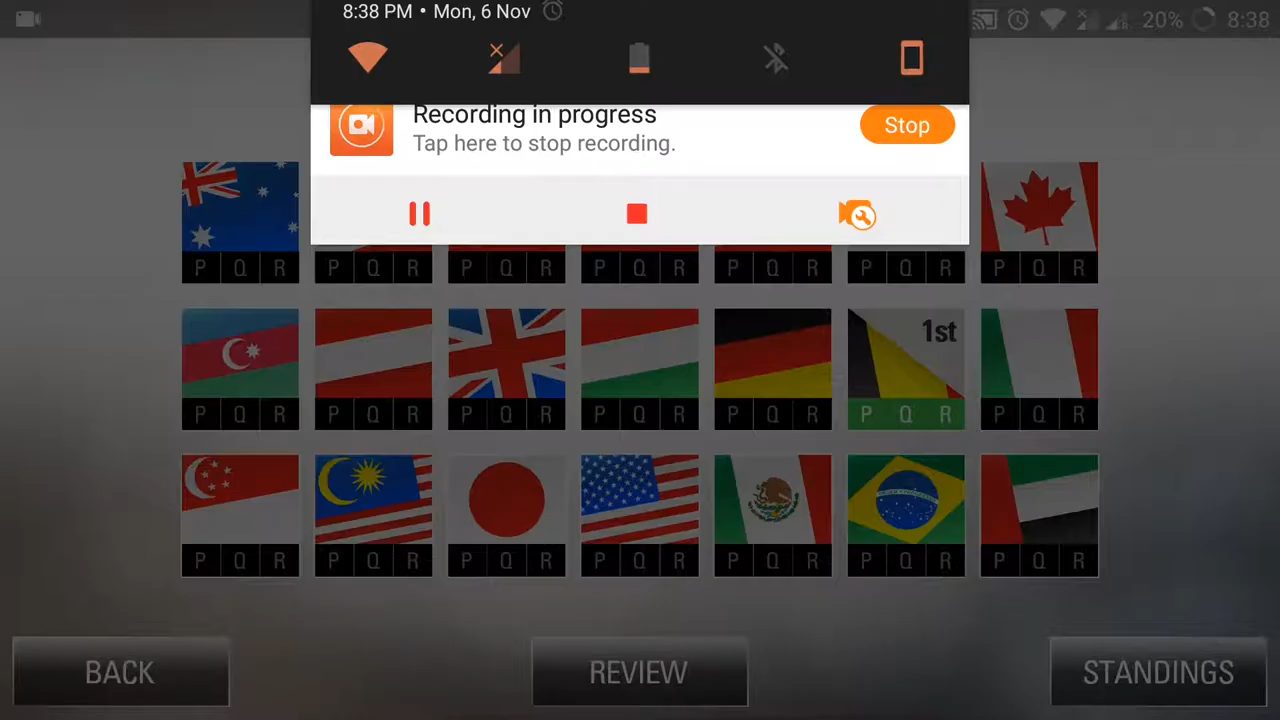 8:38 PM • Mon, 6 Nov
20% 8:38
Recording in progress
Tap here to stop recording.
Stop
P Q R P Q R P Q R P Q R P Q R P Q R P Q R
1st
P Q R P Q R P Q R P Q R P Q R P Q R P Q R
P Q R P Q R P Q R P Q R P Q R P Q R P Q R
BACK REVIEW STANDINGS